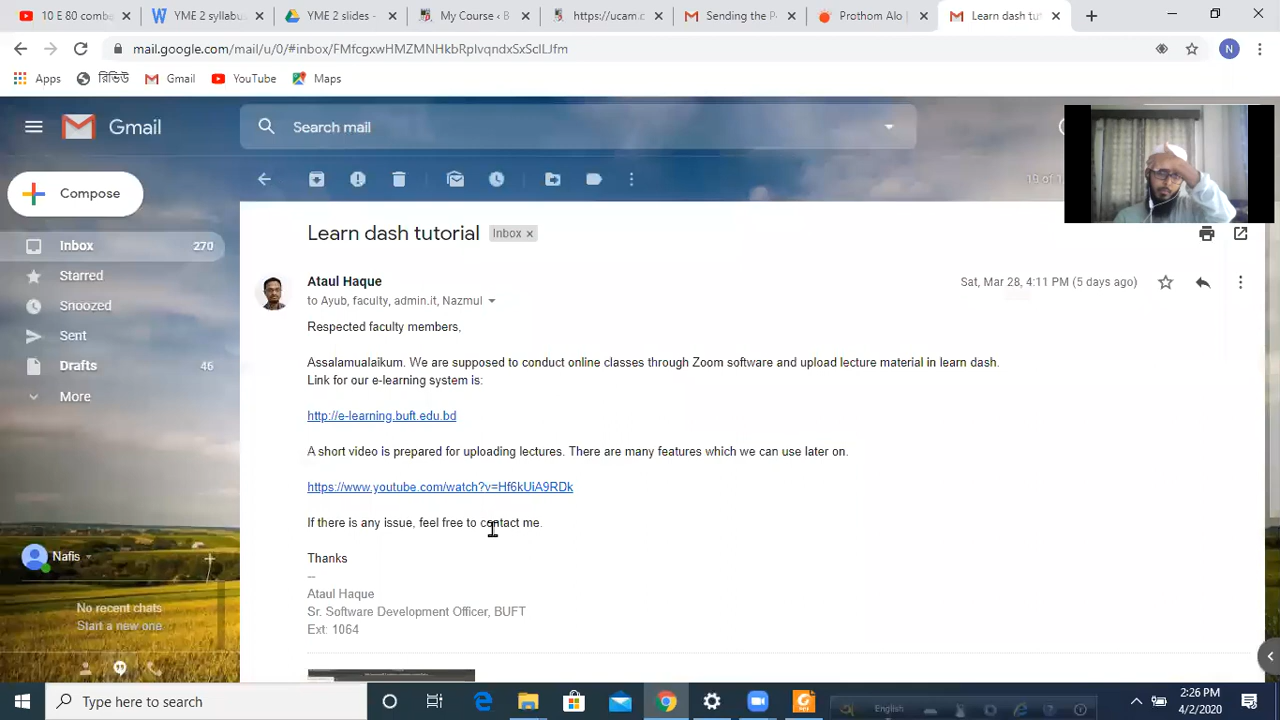 10 E 80 combe
YME 2 syllabu
YME 2 slides -
My Course ‹ B
https://ucam.c
Sending the P
Prothom Alo |
Learn dash tu
mail.google.com/mail/u/0/#inbox/FMfcgxwHMZMNHkbRplvqndxSxSclLJfm
N
Apps
রিভিউ
Gmail
YouTube
Maps
Gmail
Search mail
Compose
Inbox 270
Starred
Snoozed
Sent
Drafts 46
More
Nafis
No recent chats
Start a new one
Learn dash tutorial Inbox x
Ataul Haque
Sat, Mar 28, 4:11 PM (5 days ago)
to Ayub, faculty, admin.it, Nazmul
Respected faculty members,
Assalamualaikum. We are supposed to conduct online classes through Zoom software and upload lecture material in learn dash.
Link for our e-learning system is:
http://e-learning.buft.edu.bd
A short video is prepared for uploading lectures. There are many features which we can use later on.
https://www.youtube.com/watch?v=Hf6kUiA9RDk
If there is any issue, feel free to contact me.
Thanks
--
Ataul Haque
Sr. Software Development Officer, BUFT
Ext: 1064
Type here to search
English
2:26 PM
4/2/2020